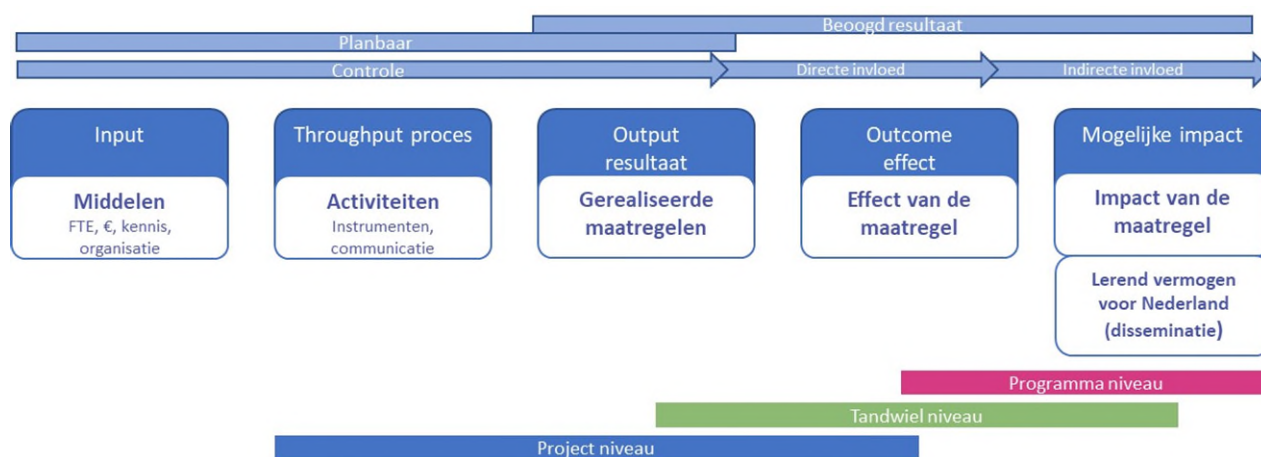 Beoogd resultaat
Planbaar
Controle
Directe invloed
Indirecte invloed
Input
Middelen
FTE, €, kennis,
organisatie
Throughput proces
Activiteiten
Instrumenten,
communicatie
Output
resultaat
Gerealiseerde
maatregelen
Outcome
effect
Effect van de
maatregel
Mogelijke impact
Impact van de
maatregel
Lerend vermogen
voor Nederland
(disseminatie)
Programma niveau
Tandwiel niveau
Project niveau